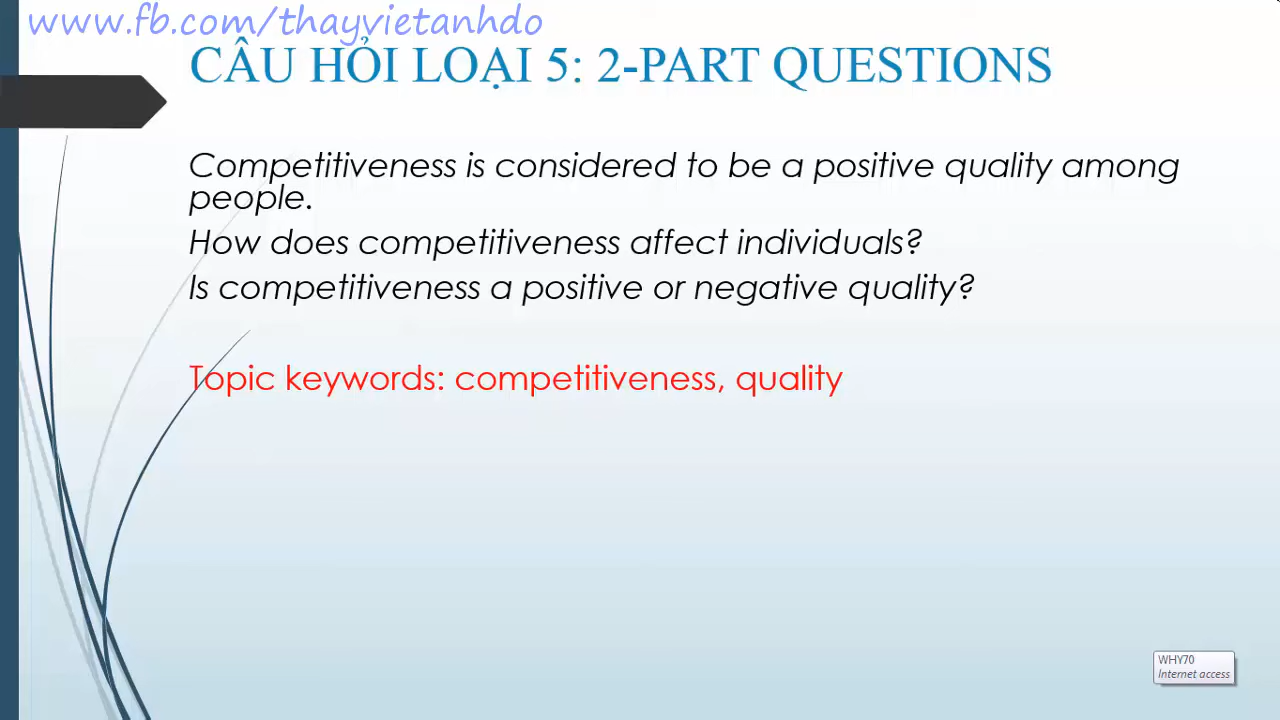 www.fb.com/thayvietanhdo
CÂU HỎI LOẠI 5: 2-PART QUESTIONS
Competitiveness is considered to be a positive quality among
people.
How does competitiveness affect individuals?
Is competitiveness a positive or negative quality?
Topic keywords: competitiveness, quality
WHY70
Internet access